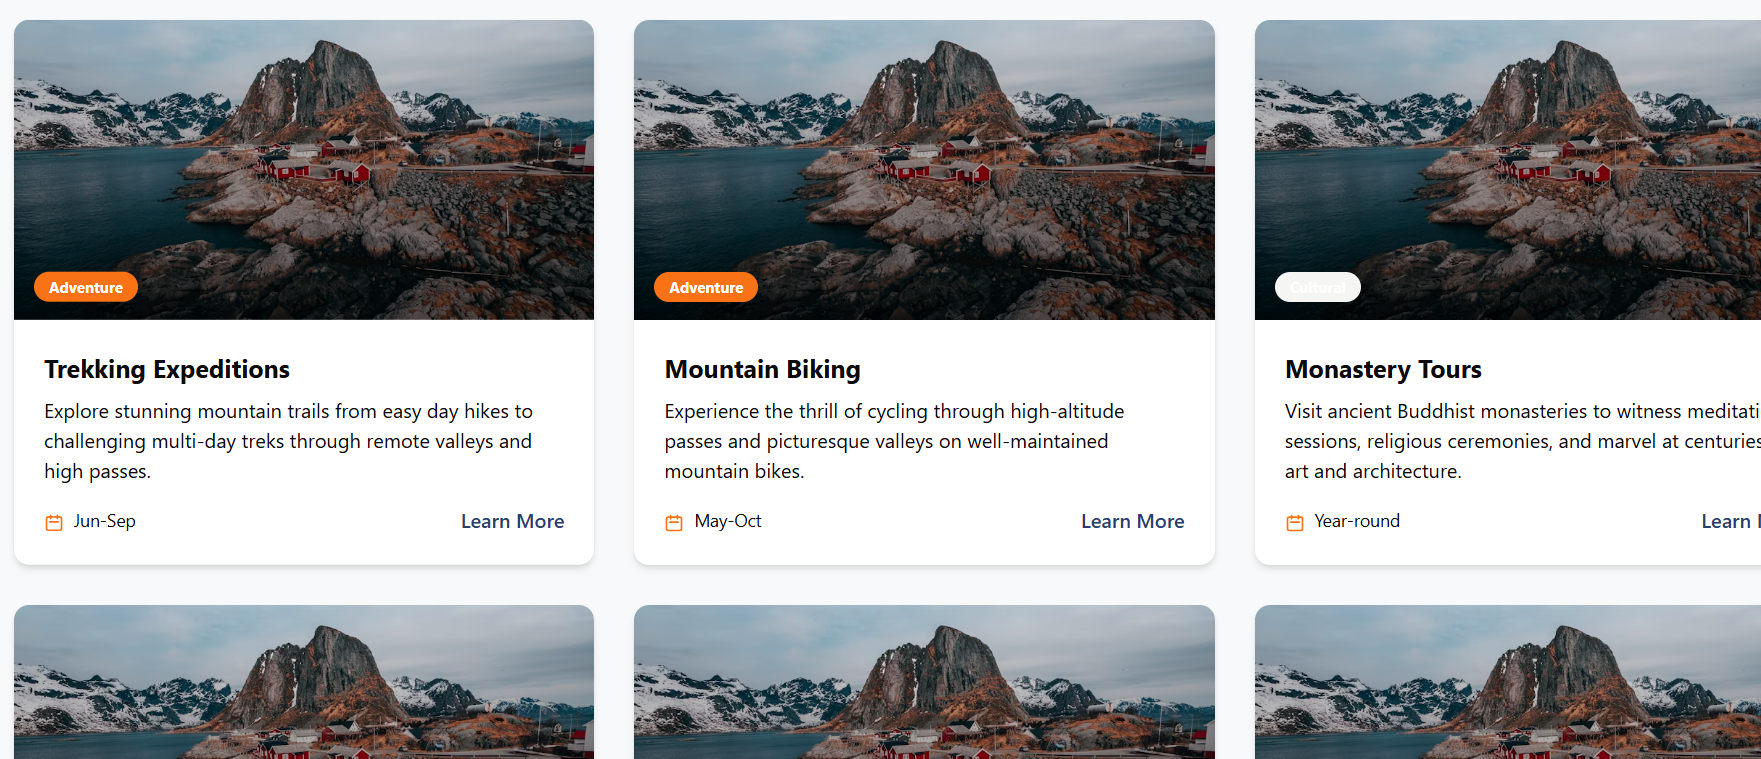 Adventure
Trekking Expeditions
Explore stunning mountain trails from easy day hikes to
challenging multi-day treks through remote valleys and
high passes.
Jun-Sep
Learn More
Adventure
Mountain Biking
Experience the thrill of cycling through high-altitude
passes and picturesque valleys on well-maintained
mountain bikes.
May-Oct
Learn More
Cultural
Monastery Tours
Visit ancient Buddhist monasteries to witness meditati
sessions, religious ceremonies, and marvel at centuries
art and architecture.
Year-round
Learn